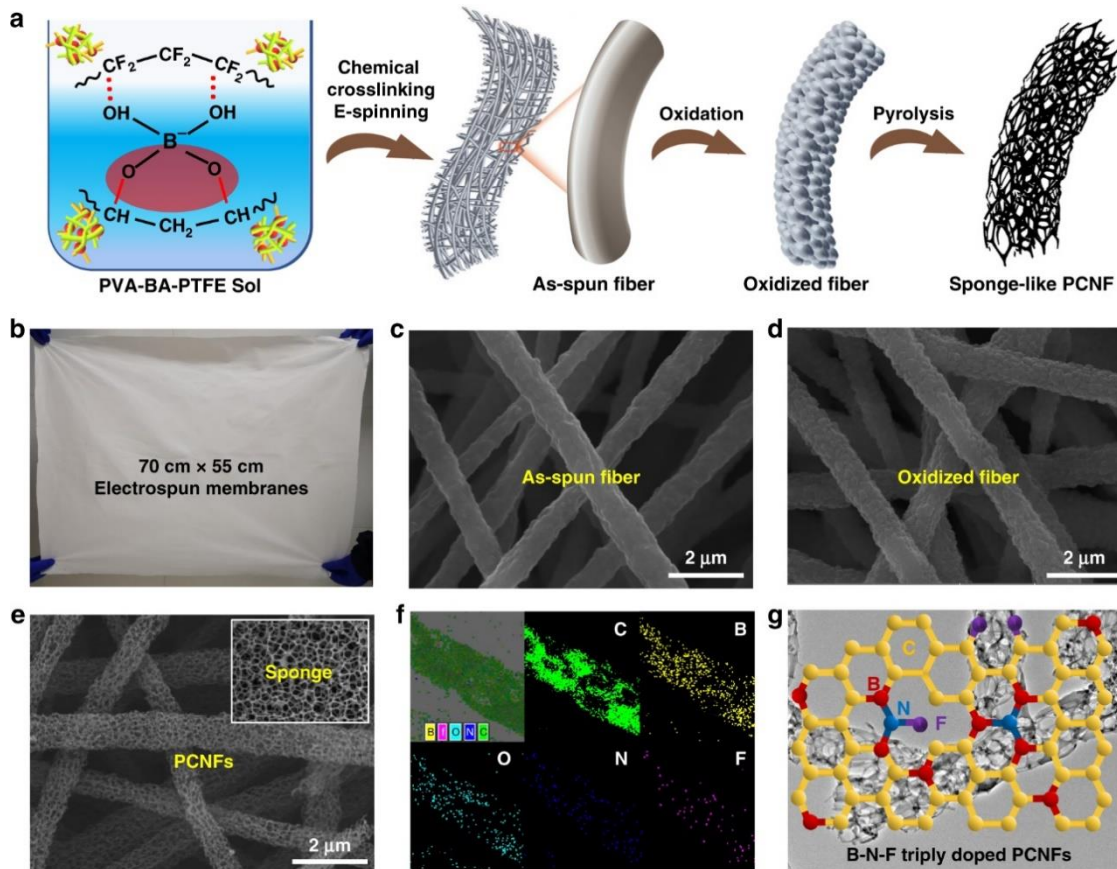 a
CF2 CF2 CF2
OH OH
B−
O O
CH CH2 CH
PVA-BA-PTFE Sol
Chemical
crosslinking
E-spinning
As-spun fiber
Oxidation
Oxidized fiber
Pyrolysis
Sponge-like PCNF
b
70 cm × 55 cm
Electrospun membranes
c
As-spun fiber
2 μm
d
Oxidized fiber
2 μm
e
Sponge
PCNFs
2 μm
f
C
B
B f O N C
O
N
F
g
C
B
N
F
B-N-F triply doped PCNFs